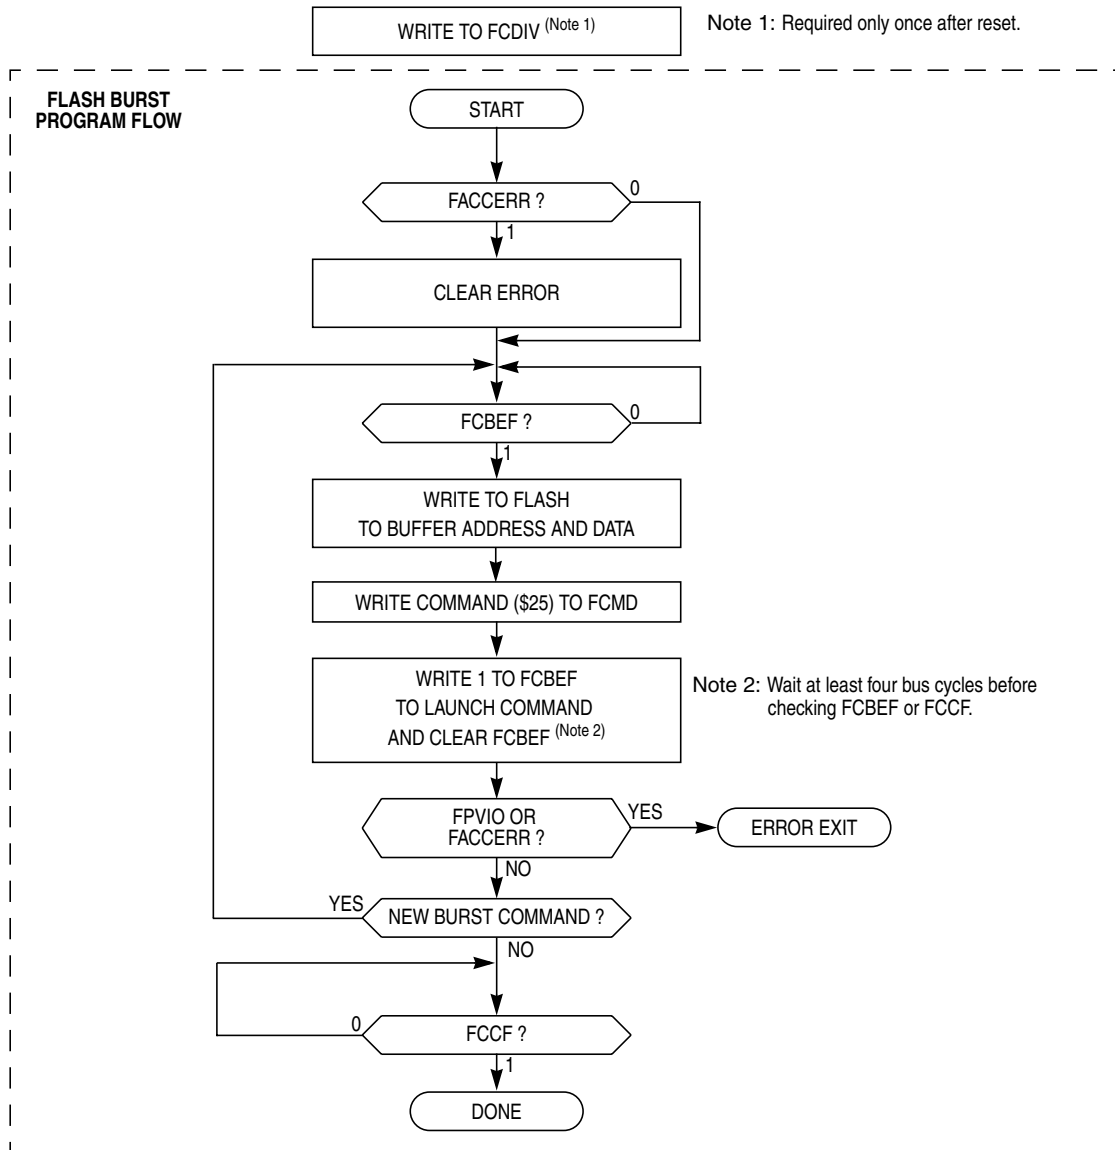 WRITE TO FCDIV (Note 1)
Note 1: Required only once after reset.
FLASH BURST
PROGRAM FLOW
START
FACCERR ?
0
1
CLEAR ERROR
FCBEF ?
0
1
WRITE TO FLASH
TO BUFFER ADDRESS AND DATA
WRITE COMMAND ($25) TO FCMD
WRITE 1 TO FCBEF
TO LAUNCH COMMAND
AND CLEAR FCBEF (Note 2)
Note 2: Wait at least four bus cycles before
checking FCBEF or FCCF.
FPVIO OR
FACCERR ?
YES
ERROR EXIT
NO
YES
NEW BURST COMMAND ?
NO
0
FCCF ?
1
DONE